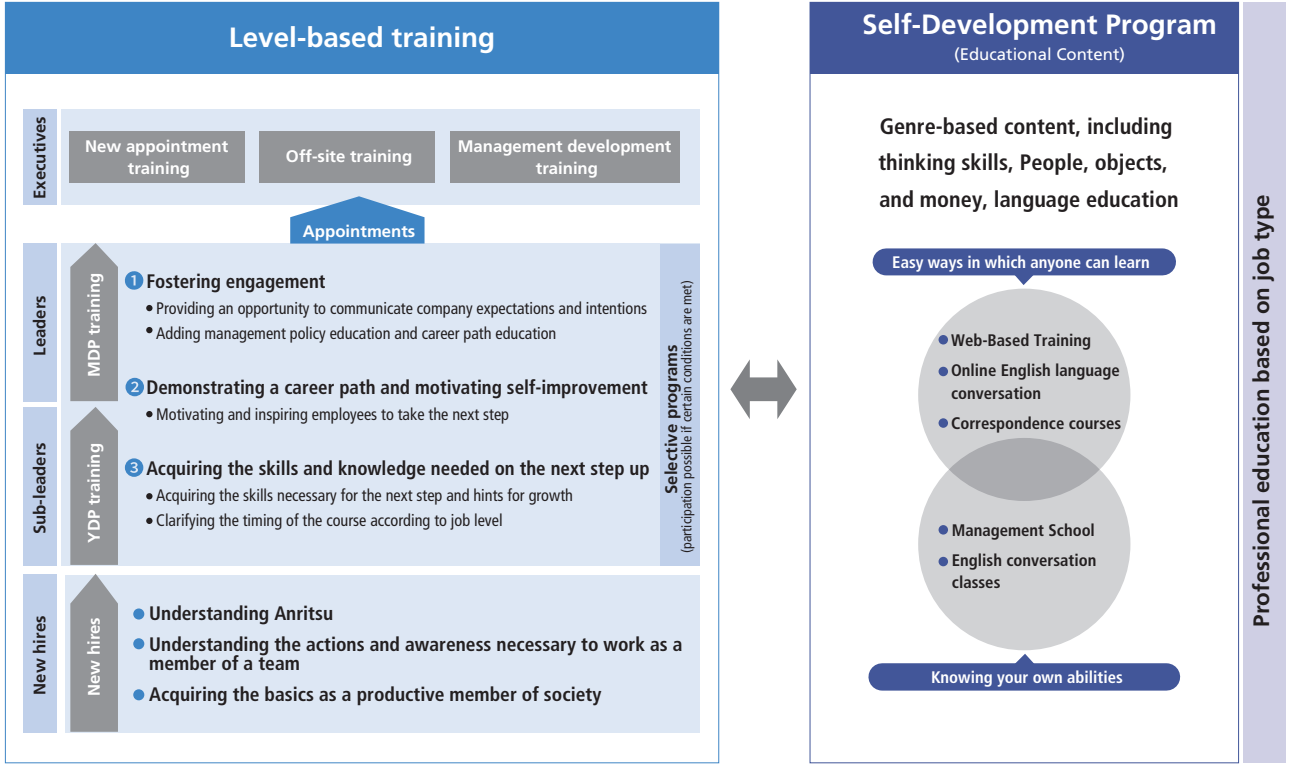 Level-based training
Executives
New appointment
training
Off-site training
Management development
training
Appointments
Leaders
MDP training
Sub-leaders
YDP training
1 Fostering engagement
• Providing an opportunity to communicate company expectations and intentions
• Adding management policy education and career path education
2 Demonstrating a career path and motivating self-improvement
• Motivating and inspiring employees to take the next step
3 Acquiring the skills and knowledge needed on the next step up
• Acquiring the skills necessary for the next step and hints for growth
• Clarifying the timing of the course according to job level
Selective programs
(participation possible if certain conditions are met)
New hires
New hires
• Understanding Anritsu
• Understanding the actions and awareness necessary to work as a
member of a team
• Acquiring the basics as a productive member of society
Self-Development Program
(Educational Content)
Genre-based content, including
thinking skills, People, objects,
and money, language education
Easy ways in which anyone can learn
• Web-Based Training
• Online English language
conversation
• Correspondence courses
• Management School
• English conversation
classes
Knowing your own abilities
Professional education based on job type